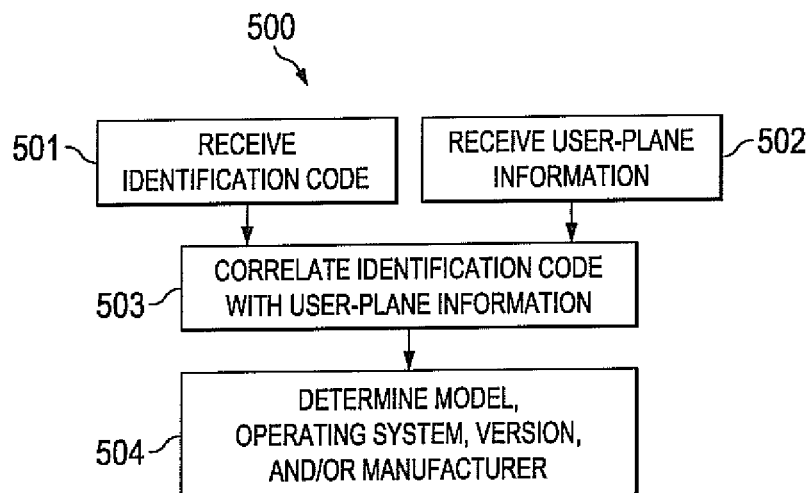 500
501
RECEIVE
IDENTIFICATION CODE
RECEIVE USER-PLANE
INFORMATION
502
503
CORRELATE IDENTIFICATION CODE
WITH USER-PLANE INFORMATION
504
DETERMINE MODEL,
OPERATING SYSTEM, VERSION,
AND/OR MANUFACTURER